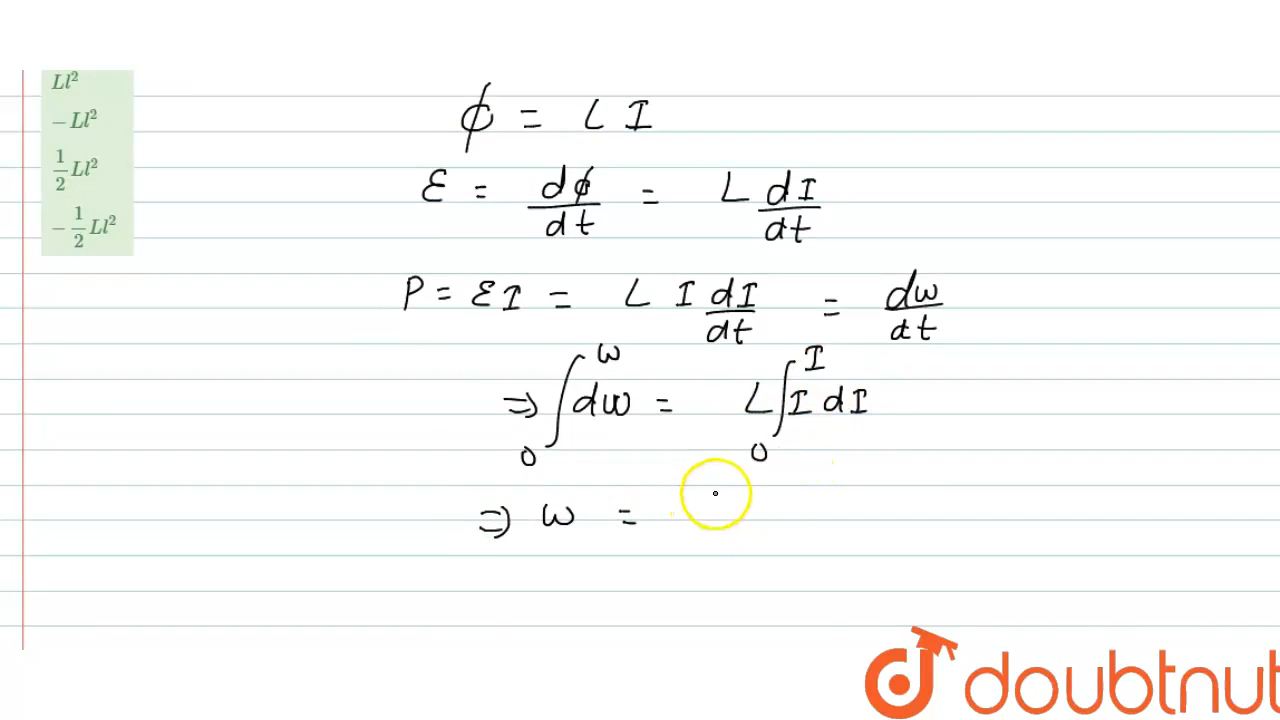 Ll²
−Ll²
1/2 Ll²
−1/2 Ll²
ϕ = L I
ε = dϕ/dt = L dI/dt
P = εI = L I dI/dt = dw/dt
⇒ ∫₀^w dw = L ∫₀^I I dI
⇒ w =
doubtnut